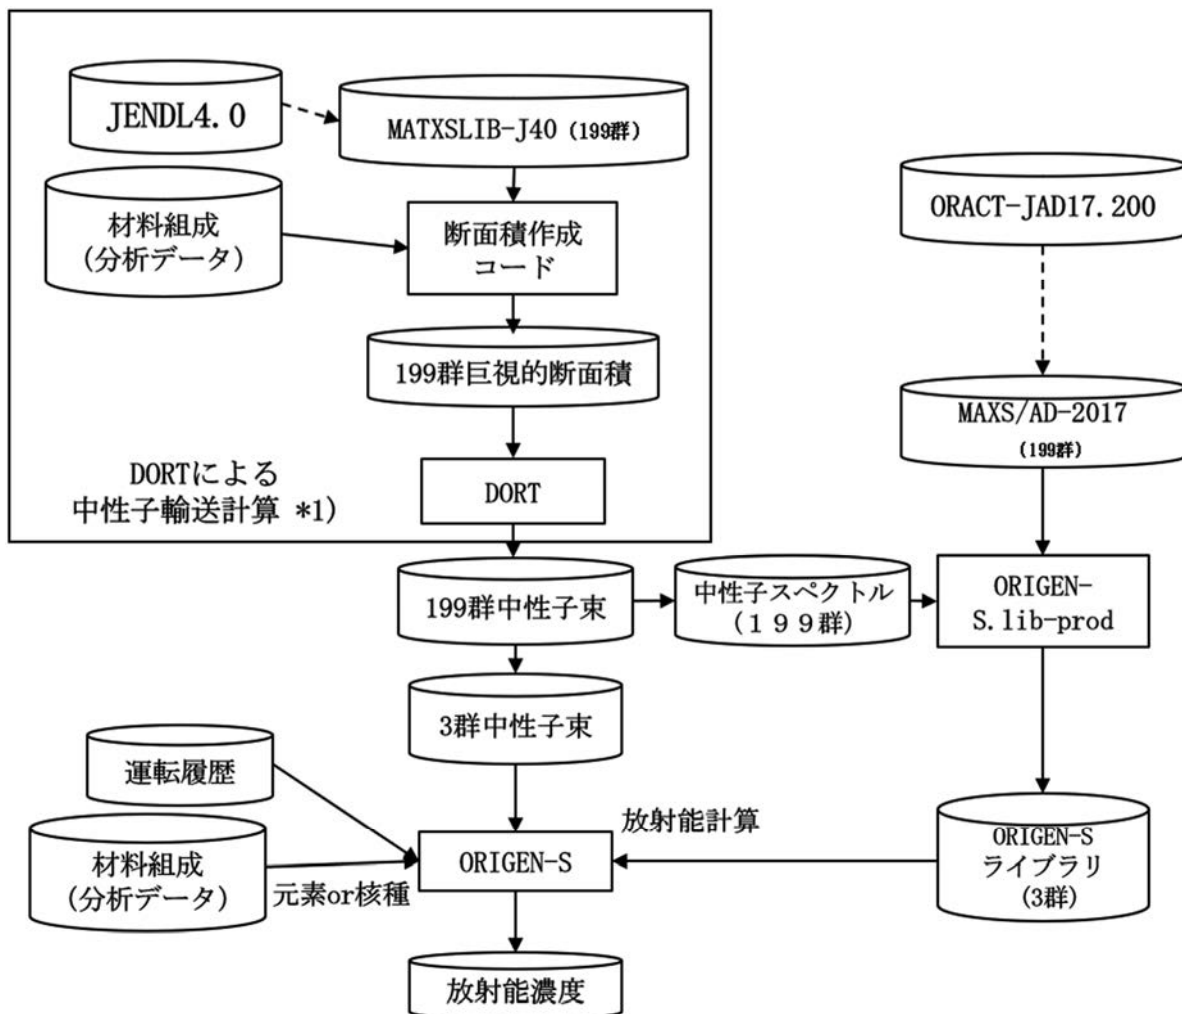 JENDL4.0
MATXSLIB-J40 (199群)
材料組成
(分析データ)
断面積作成
コード
ORACT-JAD17.200
199群巨視的断面積
MAXS/AD-2017
(199群)
DORTによる
中性子輸送計算 *1)
DORT
199群中性子束
中性子スペクトル
(199群)
ORIGEN-
S.lib-prod
3群中性子束
運転履歴
材料組成
(分析データ)
元素or核種
放射能計算
ORIGEN-S
ORIGEN-S
ライブラリ
(3群)
放射能濃度